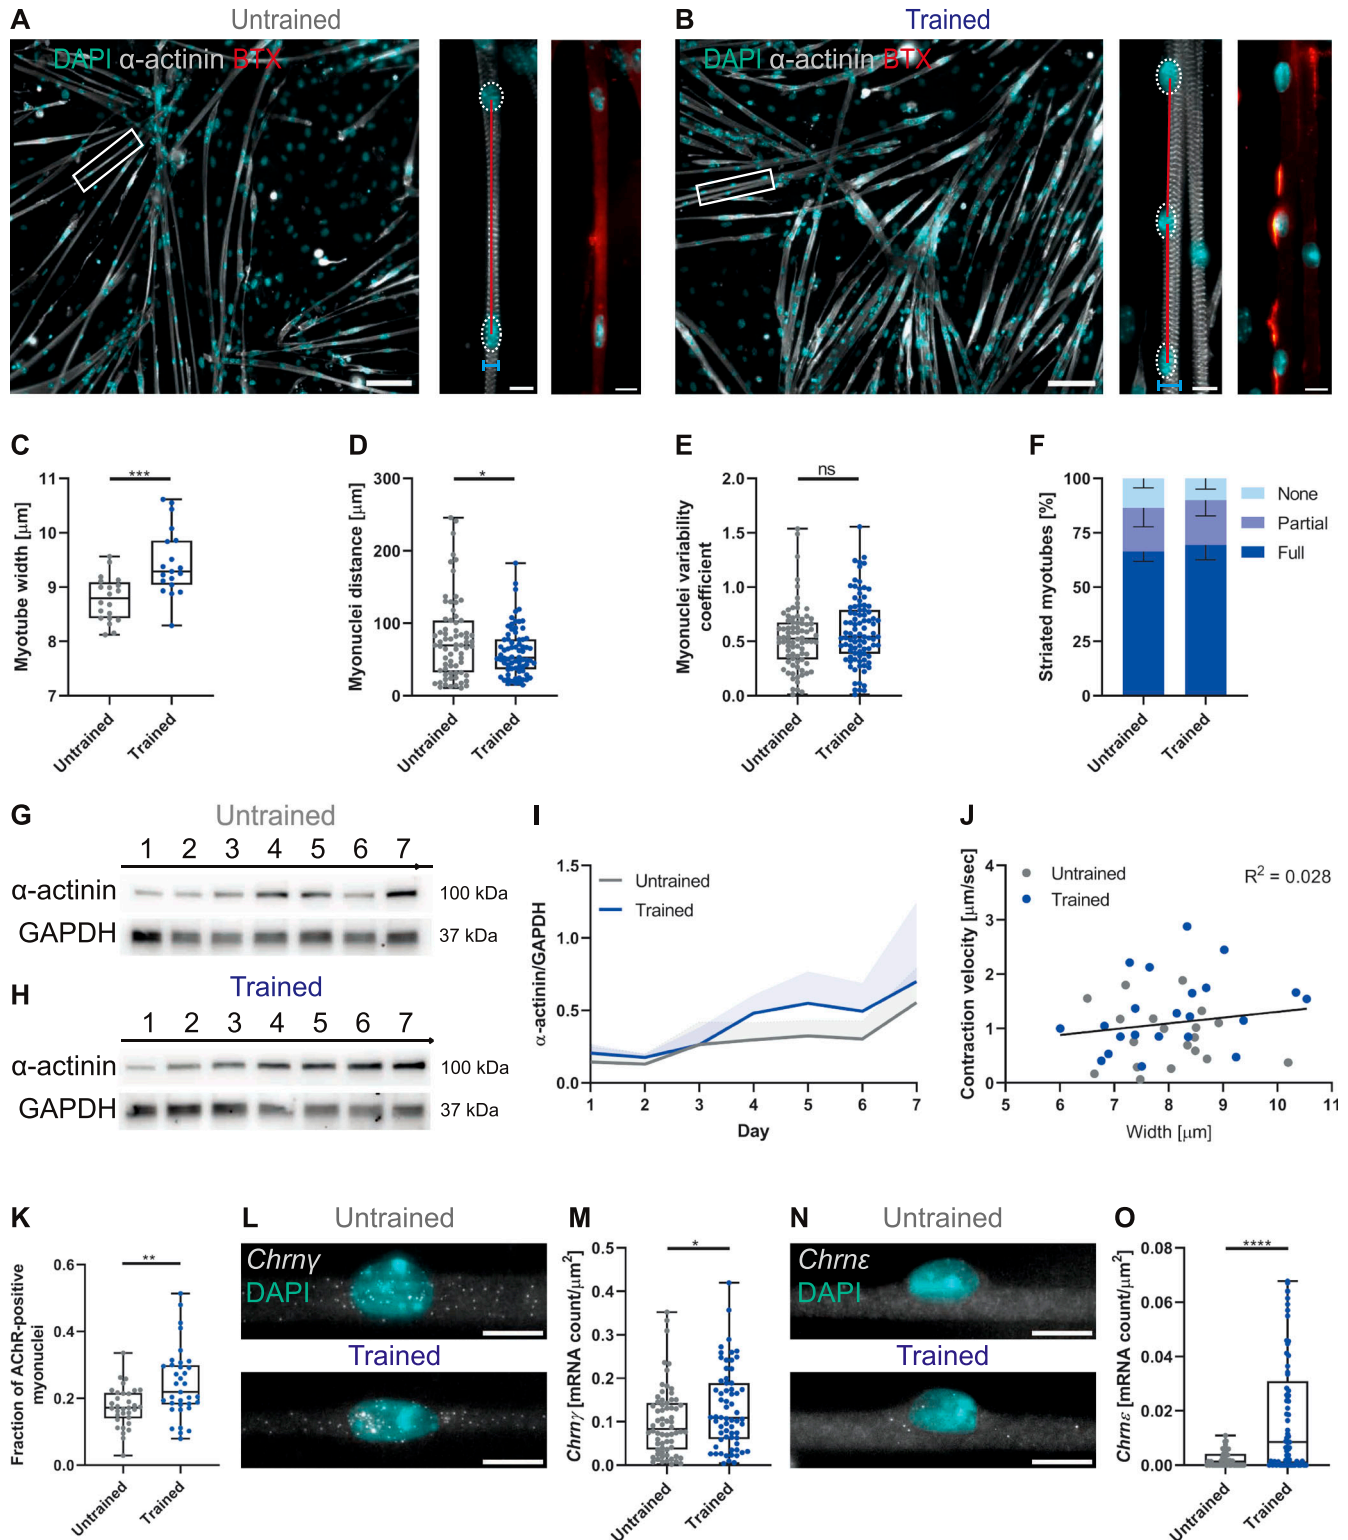 A
Untrained
B
Trained
DAPI α-actinin BTX
DAPI α-actinin BTX
C
Myotube width [μm]
11
10
9
8
7
***
Untrained
Trained
D
Myonuclei distance [μm]
300
200
100
0
*
Untrained
Trained
E
Myonuclei variability
coefficient
2.0
1.5
1.0
0.5
0.0
ns
Untrained
Trained
F
Striated myotubes [%]
100
75
50
25
0
None
Partial
Full
Untrained
Trained
G
Untrained
1 2 3 4 5 6 7
α-actinin
100 kDa
GAPDH
37 kDa
H
Trained
1 2 3 4 5 6 7
α-actinin
100 kDa
GAPDH
37 kDa
I
α-actinin/GAPDH
1.5
1.0
0.5
0.0
Untrained
Trained
1 2 3 4 5 6 7
Day
J
Contraction velocity [μm/sec]
4
3
2
1
0
Untrained
Trained
R² = 0.028
5 6 7 8 9 10 11
Width [μm]
K
Fraction of AChR-positive
myonuclei
0.6
0.4
0.2
0.0
**
Untrained
Trained
L
Untrained
Chrnγ
DAPI
Trained
M
Chrnγ [mRNA count/μm²]
0.5
0.4
0.3
0.2
0.1
0.0
*
Untrained
Trained
N
Untrained
Chrnε
DAPI
Trained
O
Chrnε [mRNA count/μm²]
0.08
0.06
0.04
0.02
0.00
****
Untrained
Trained